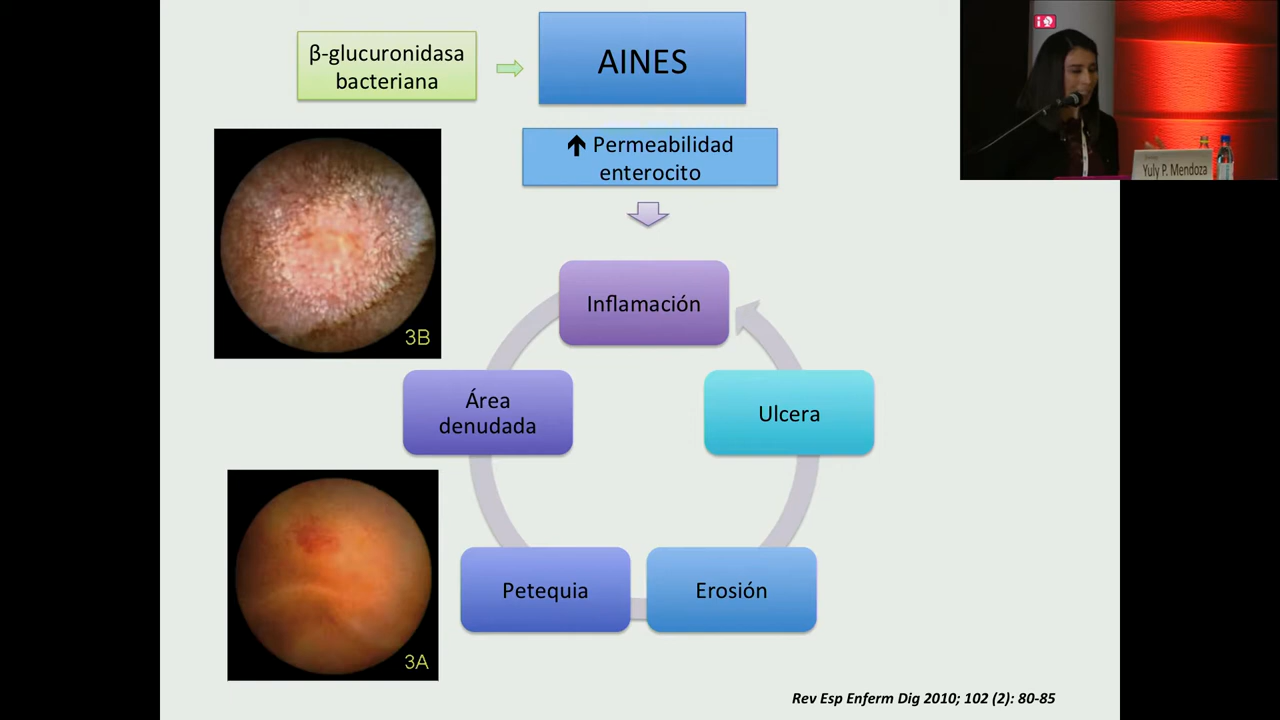 β-glucuronidasa
bacteriana
AINES
↑ Permeabilidad
enterocito
Inflamación
Área
denudada
Ulcera
Petequia
Erosión
3B
3A
Rev Esp Enferm Dig 2010; 102 (2): 80-85
Yuly P. Mendoza